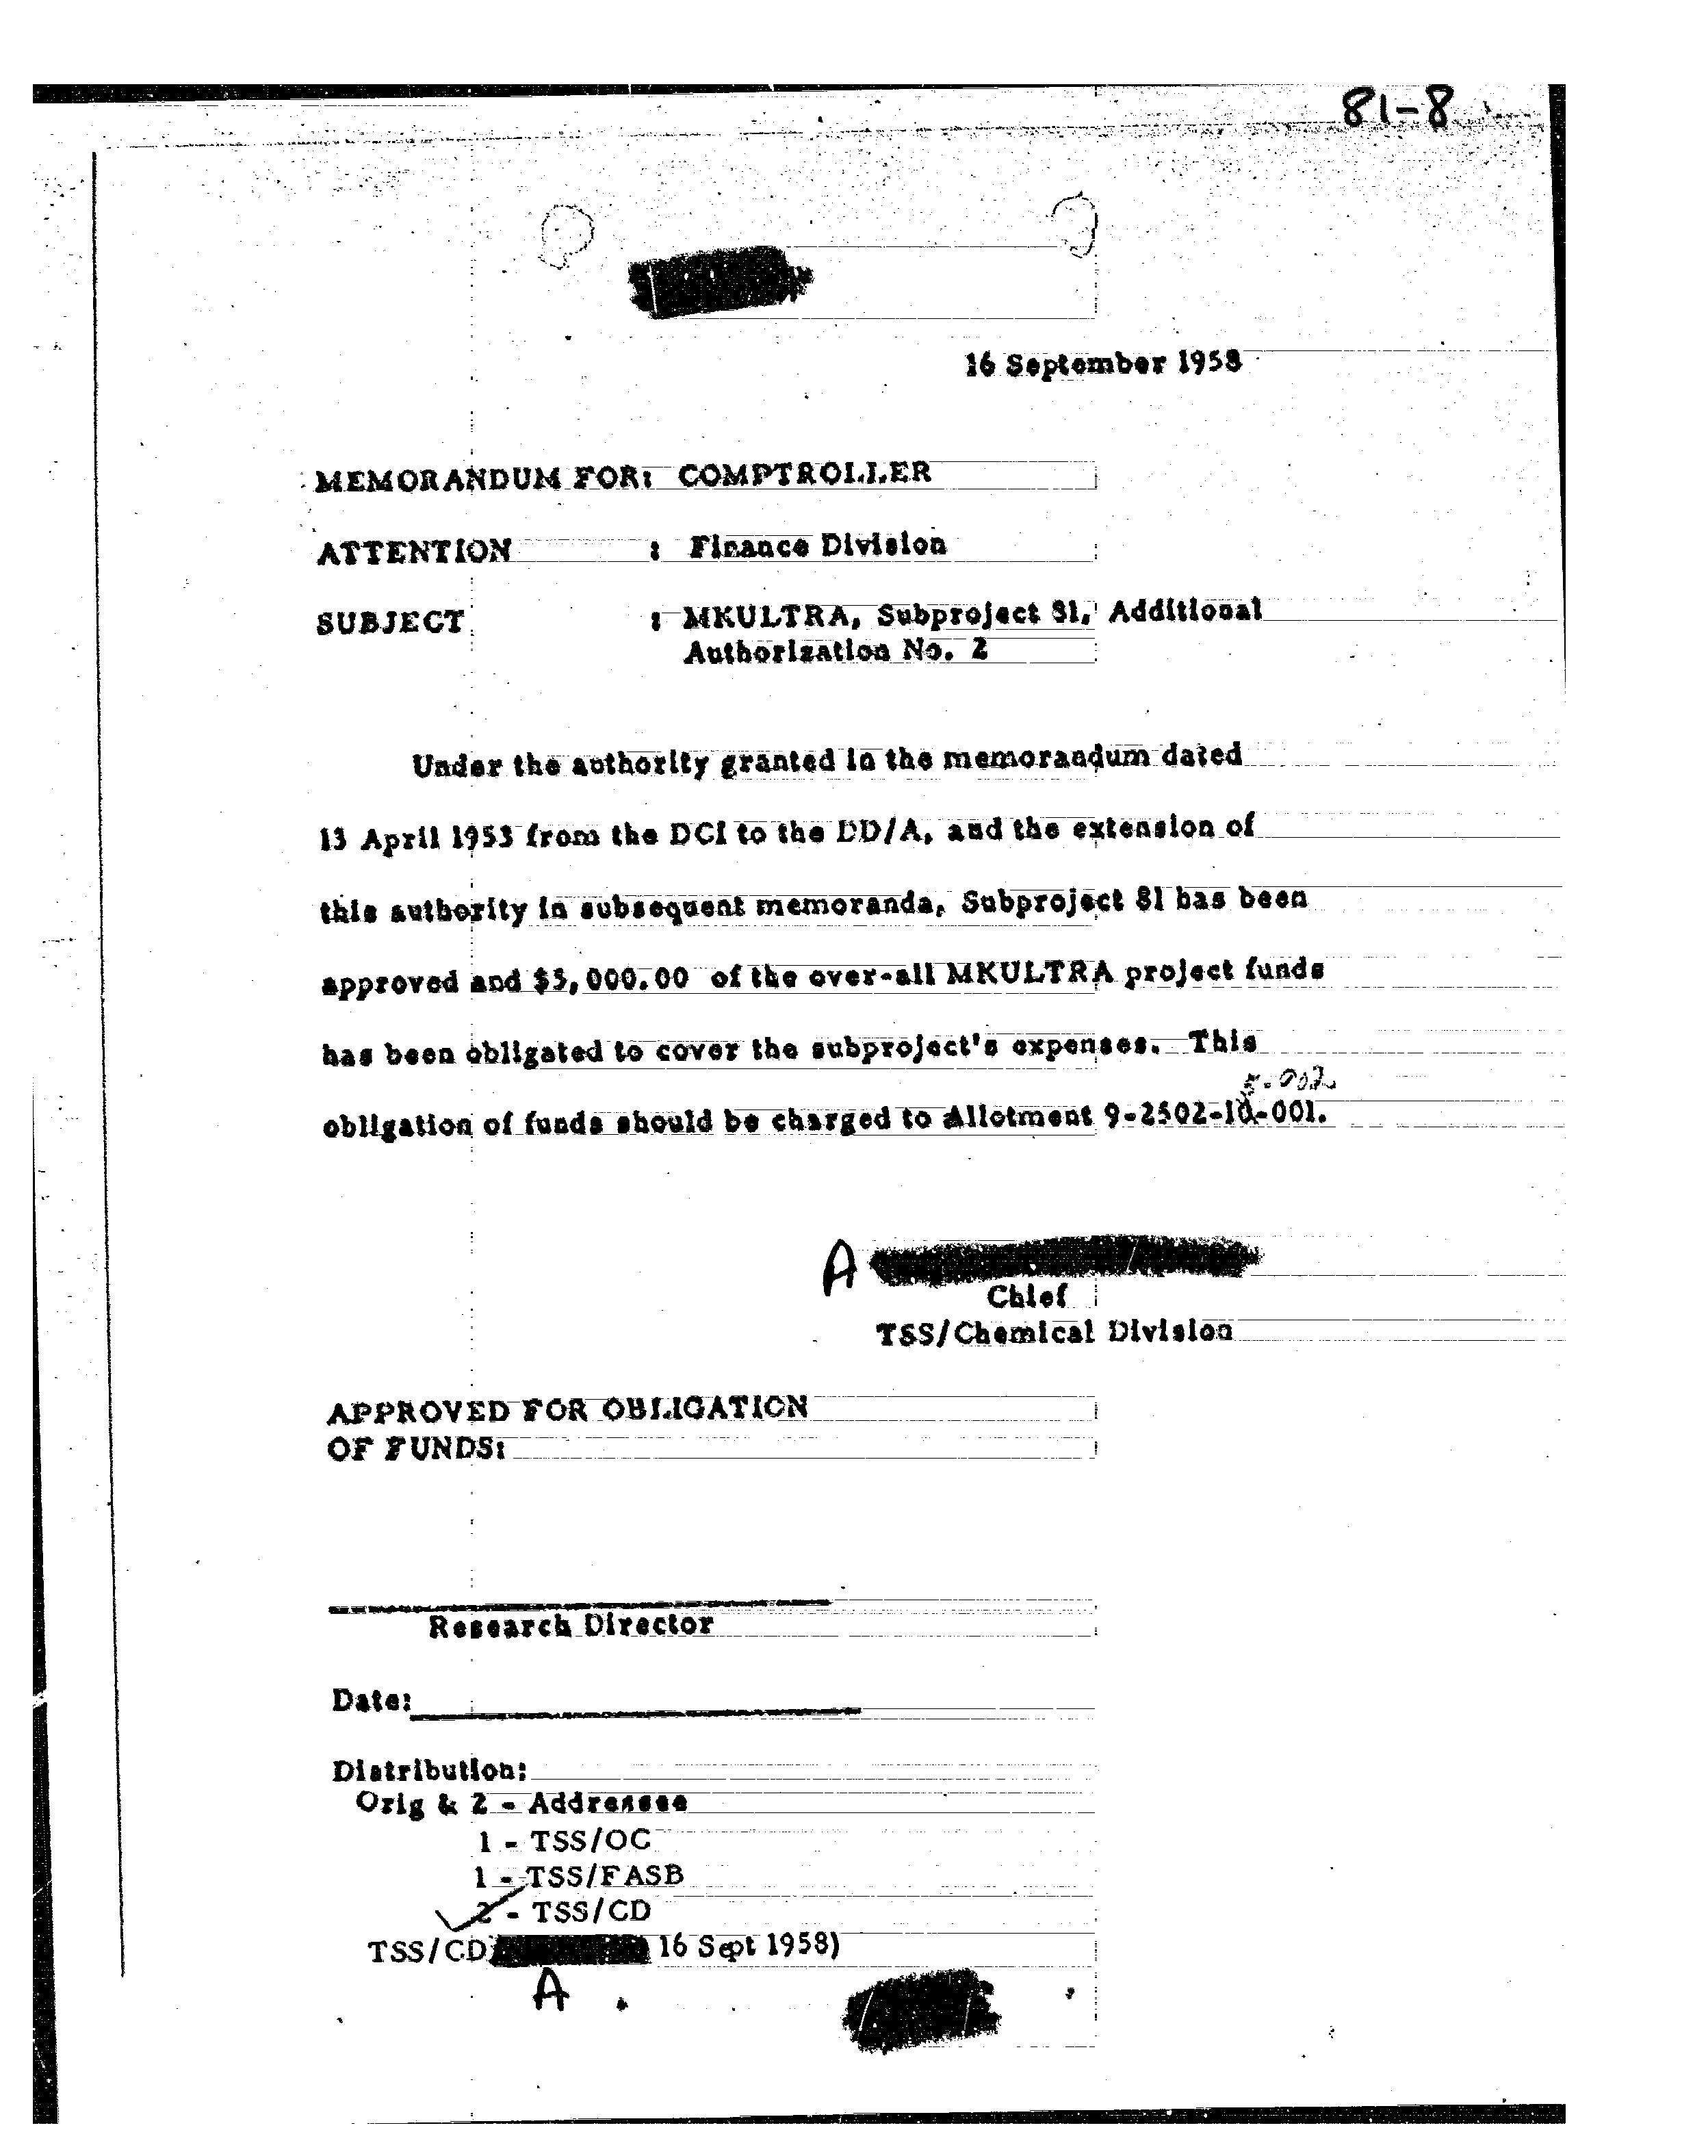 81-8
16 September 1958
MEMORANDUM FOR: COMPTROLLER
ATTENTION : Finance Division
SUBJECT : MKULTRA, Subproject 81, Additional
Authorization No. 2
Under the authority granted in the memorandum dated
13 April 1953 from the DCI to the DD/A, and the extension of
this authority in subsequent memoranda, Subproject 81 has been
approved and $5,000.00 of the over-all MKULTRA project funds
has been obligated to cover the subproject's expenses. This
obligation of funds should be charged to Allotment 9-2502-10-001.
A
Chief
TSS/Chemical Division
APPROVED FOR OBLIGATION
OF FUNDS:
Research Director
Date:
Distribution:
Orig & 2 - Addressee
1 - TSS/OC
1 - TSS/FASB
2 - TSS/CD
TSS/CD 16 Sept 1958)
A